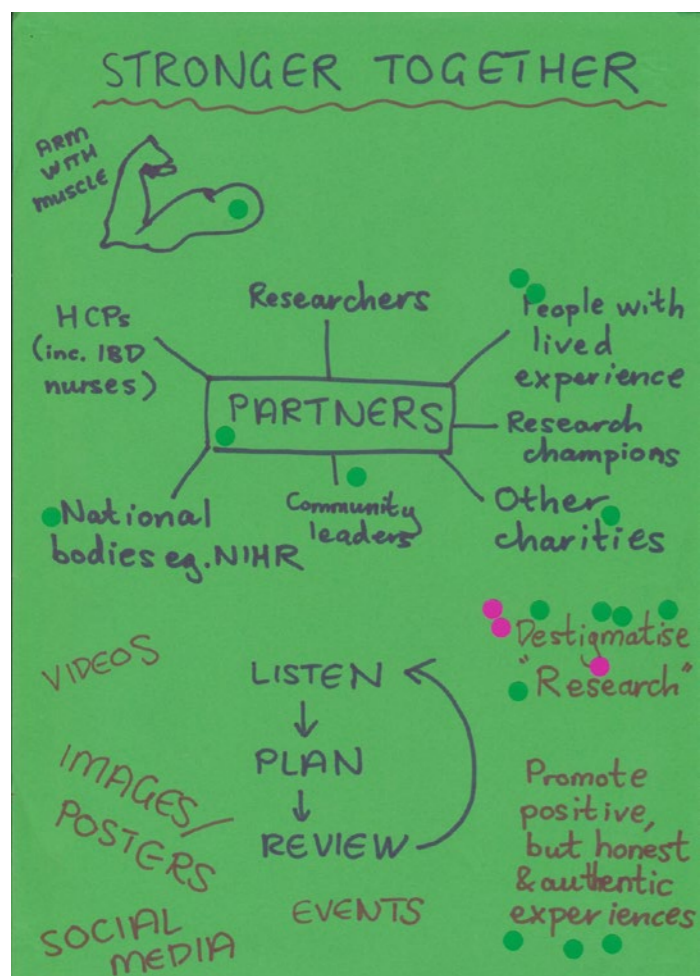 STRONGER TOGETHER
ARM
WITH
MUSCLE
HCPs
(inc. IBD
nurses)
Researchers
People with
lived
experience
PARTNERS
Research
champions
National
bodies eg. NIHR
Community
leaders
Other
charities
VIDEOS
IMAGES/
POSTERS
SOCIAL
MEDIA
LISTEN
PLAN
REVIEW
EVENTS
Destigmatise
"Research"
Promote
positive,
but honest
& authentic
experiences